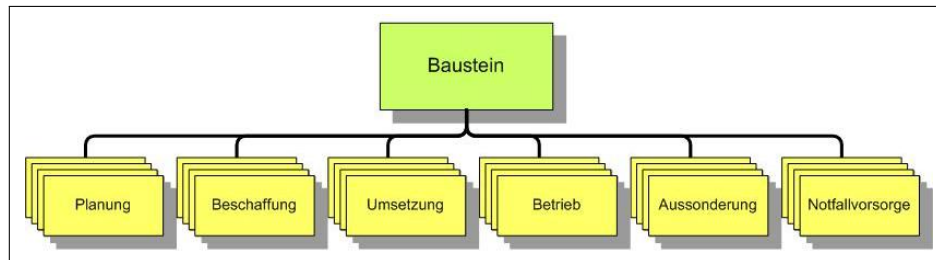 Baustein
Planung
Beschaffung
Umsetzung
Betrieb
Aussonderung
Notfallvorsorge